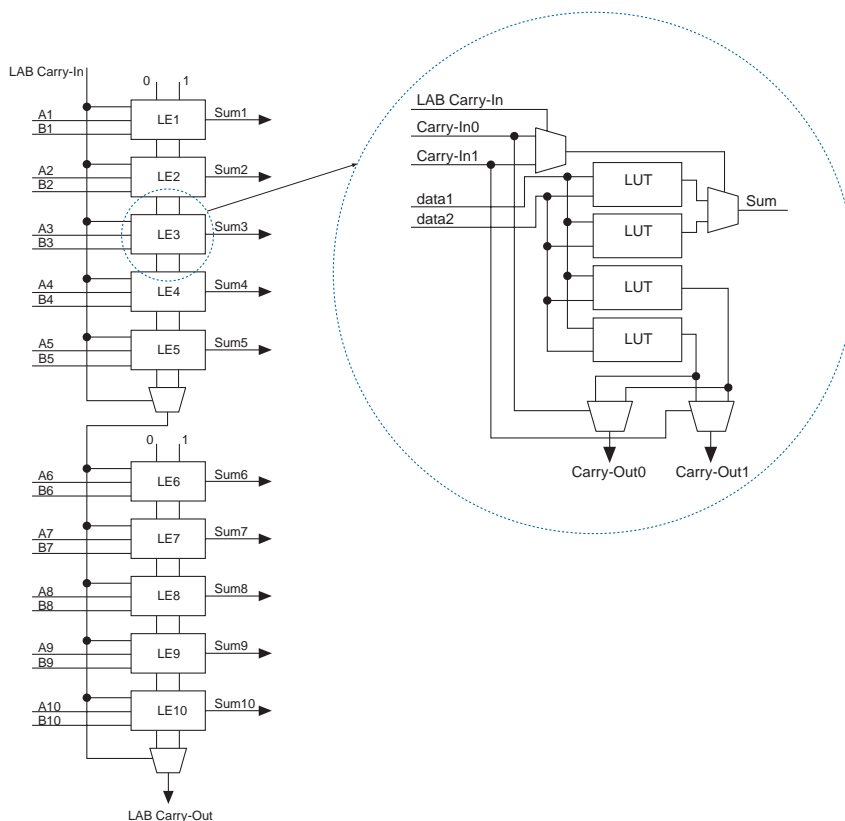 LAB Carry-In
0 1
A1
B1
LE1
Sum1
A2
B2
LE2
Sum2
A3
B3
LE3
Sum3
A4
B4
LE4
Sum4
A5
B5
LE5
Sum5
0 1
A6
B6
LE6
Sum6
A7
B7
LE7
Sum7
A8
B8
LE8
Sum8
A9
B9
LE9
Sum9
A10
B10
LE10
Sum10
LAB Carry-Out
LAB Carry-In
Carry-In0
Carry-In1
data1
data2
LUT
LUT
LUT
LUT
Sum
Carry-Out0
Carry-Out1